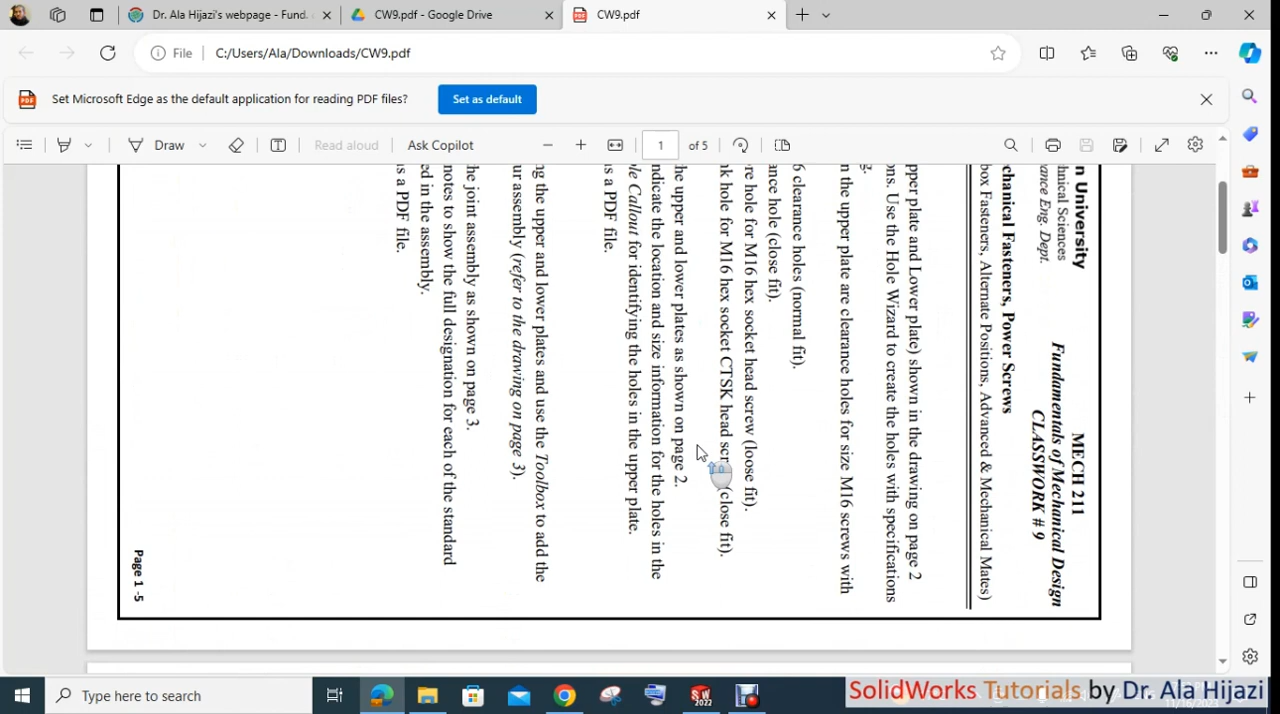 Dr. Ala Hijazi's webpage - Fund.
CW9.pdf - Google Drive
CW9.pdf
File
C:/Users/Ala/Downloads/CW9.pdf
Set Microsoft Edge as the default application for reading PDF files?
Set as default
Draw
Read aloud
Ask Copilot
1
of 5
n University
hnical Sciences
ance Eng. Dept.
MECH 211
Fundamentals of Mechanical Design
CLASSWORK # 9
chanical Fasteners, Power Screws
box Fasteners, Alternate Positions, Advanced & Mechanical Mates)
pper plate and Lower plate) shown in the drawing on page 2
ons. Use the Hole Wizard to create the holes with specifications
g.
n the upper plate are clearance holes for size M16 screws with
6 clearance holes (normal fit).
ance hole (close fit).
re hole for M16 hex socket head screw (loose fit).
nk hole for M16 hex socket CTSK head scr (close fit).
he upper and lower plates as shown on page 2.
ndicate the location and size information for the holes in the
le Callout for identifying the holes in the upper plate.
s a PDF file.
ng the upper and lower plates and use the Toolbox to add the
ur assembly (refer to the drawing on page 3).
he joint assembly as shown on page 3.
notes to show the full designation for each of the standard
ed in the assembly.
s a PDF file.
Page 1 -5
Type here to search
SW
2022
SolidWorks Tutorials by Dr. Ala Hijazi
11/16/2023